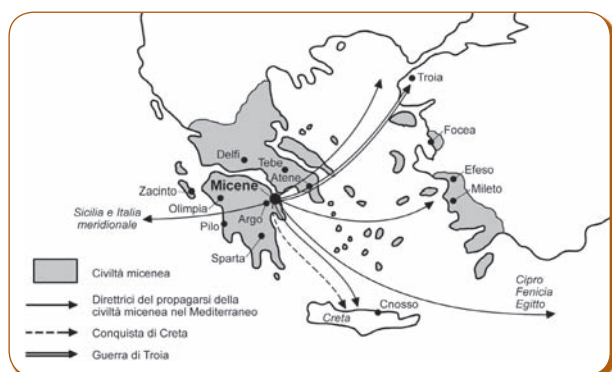 Troia
Focea
Delfi
Tebe
Atene
Efeso
Mileto
Zacinto
Micene
Olimpia
Argo
Sicilia e Italia
meridionale
Pilo
Sparta
Cipro
Fenicia
Egitto
Cnosso
Creta
Civiltà micenea
Direttrici del propagarsi della
civiltà micenea nel Mediterraneo
Conquista di Creta
Guerra di Troia